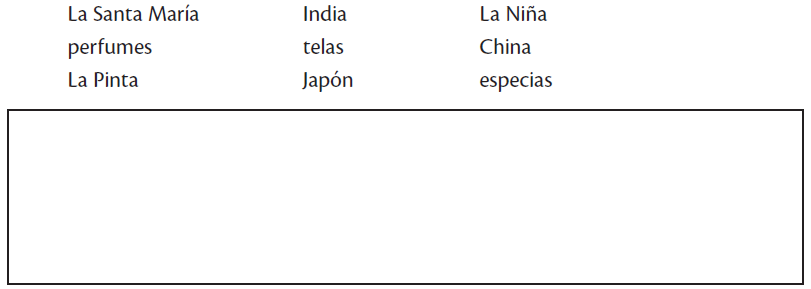 La Santa María India La Niña
perfumes telas China
La Pinta Japón especias